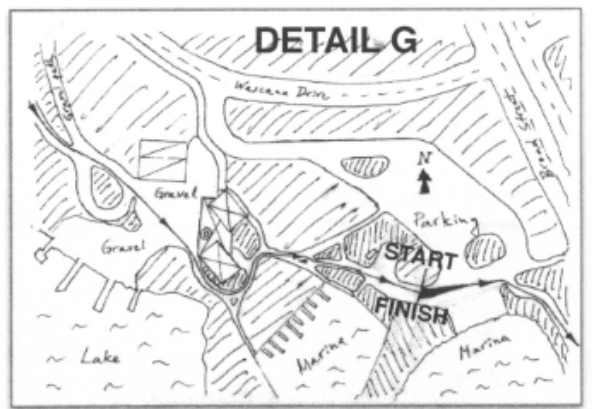 DETAIL G
Wascana Drive
Broad Street
N
Gravel
Parking
Gravel
START
FINISH
Lake
Marina
Marina